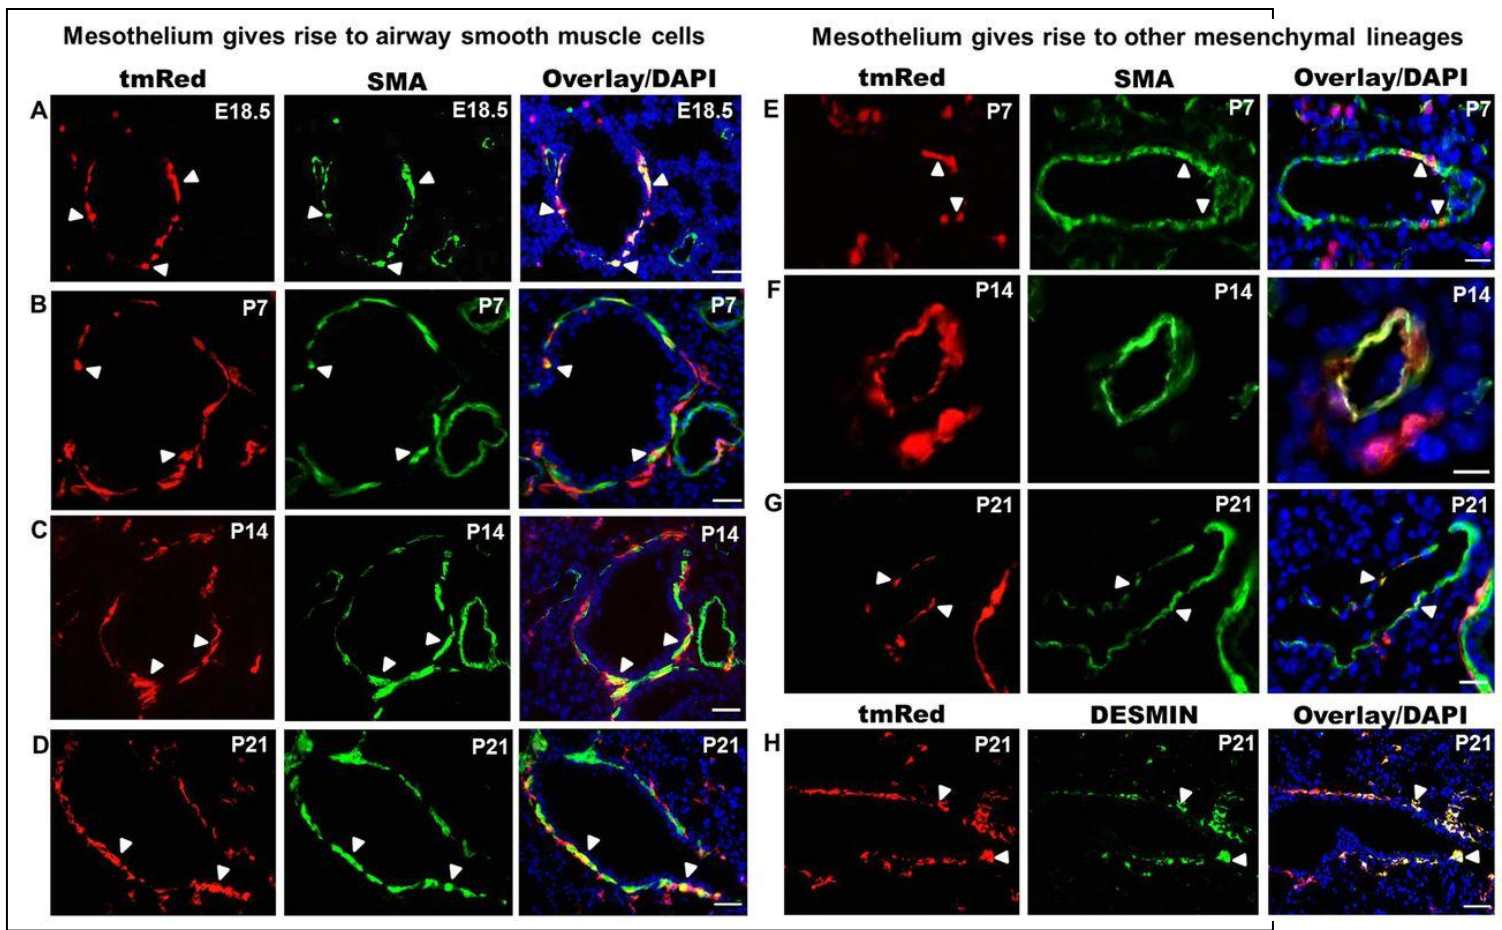 Mesothelium gives rise to airway smooth muscle cells
tmRed SMA Overlay/DAPI
A E18.5 E18.5 E18.5
B P7 P7 P7
C P14 P14 P14
D P21 P21 P21
Mesothelium gives rise to other mesenchymal lineages
tmRed SMA Overlay/DAPI
E P7 P7 P7
F P14 P14 P14
G P21 P21 P21
tmRed DESMIN Overlay/DAPI
H P21 P21 P21